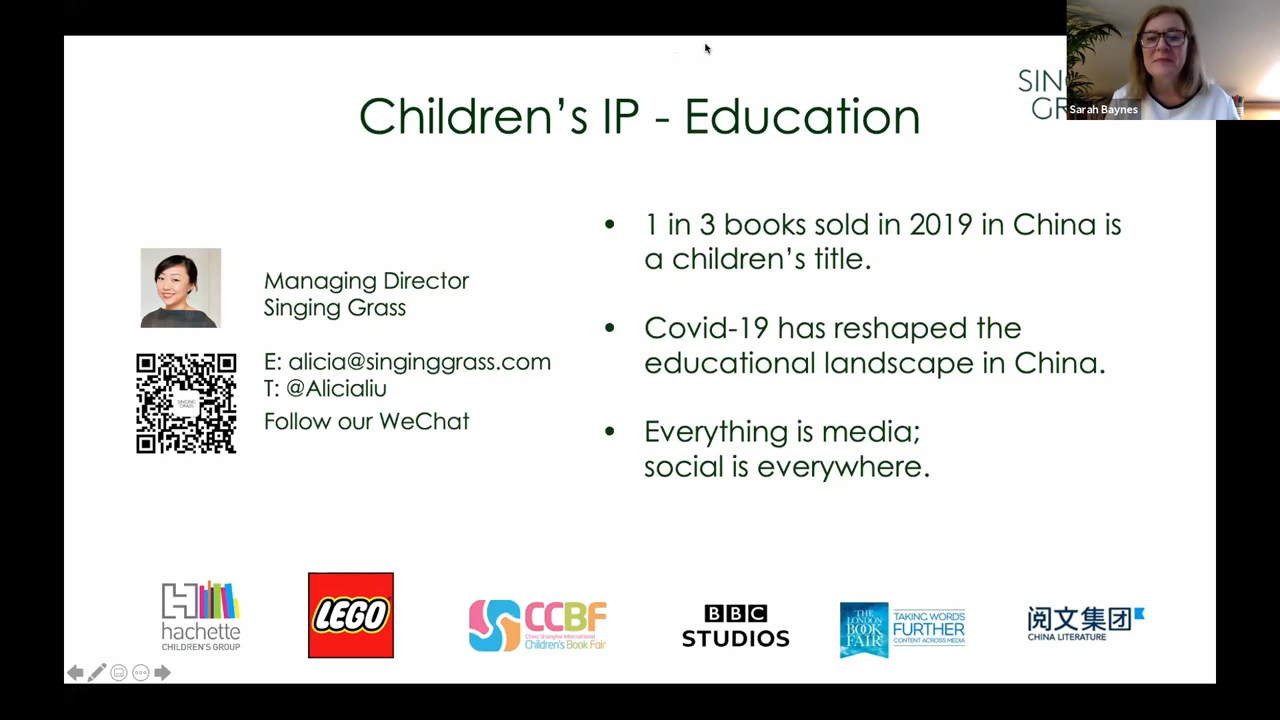 Children's IP - Education
SING
GR
Sarah Baynes
Managing Director
Singing Grass
E: alicia@singinggrass.com
T: @Alicialiu
Follow our WeChat
SINGING
GRASS
• 1 in 3 books sold in 2019 in China is
a children's title.
• Covid-19 has reshaped the
educational landscape in China.
• Everything is media;
social is everywhere.
hachette
CHILDREN'S GROUP
LEGO
CCBF
China Shanghai International
Children's Book Fair
BBC
STUDIOS
THE
LONDON
BOOK
FAIR
TAKING WORDS
FURTHER
CONTENT ACROSS MEDIA
阅文集团
CHINA LITERATURE